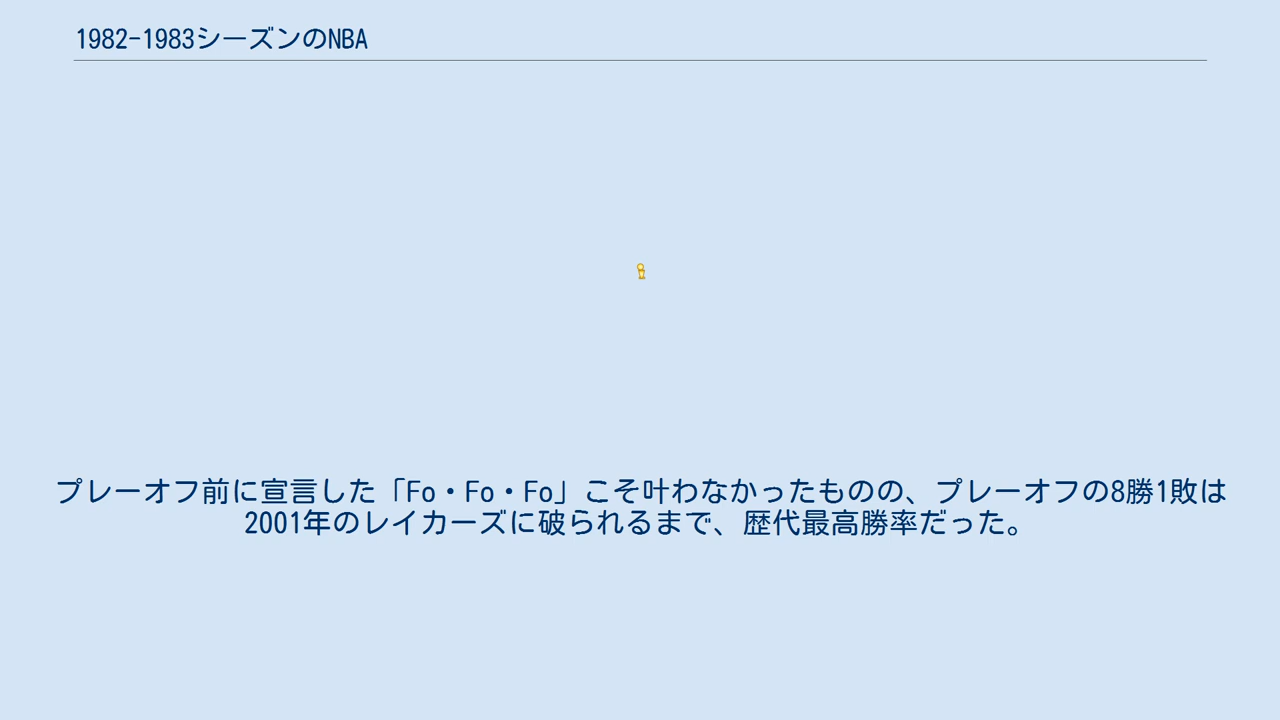 1982-1983シーズンのNBA
プレーオフ前に宣言した「Fo・Fo・Fo」こそ叶わなかったものの、プレーオフの8勝1敗は
2001年のレイカーズに破られるまで、歴代最高勝率だった。